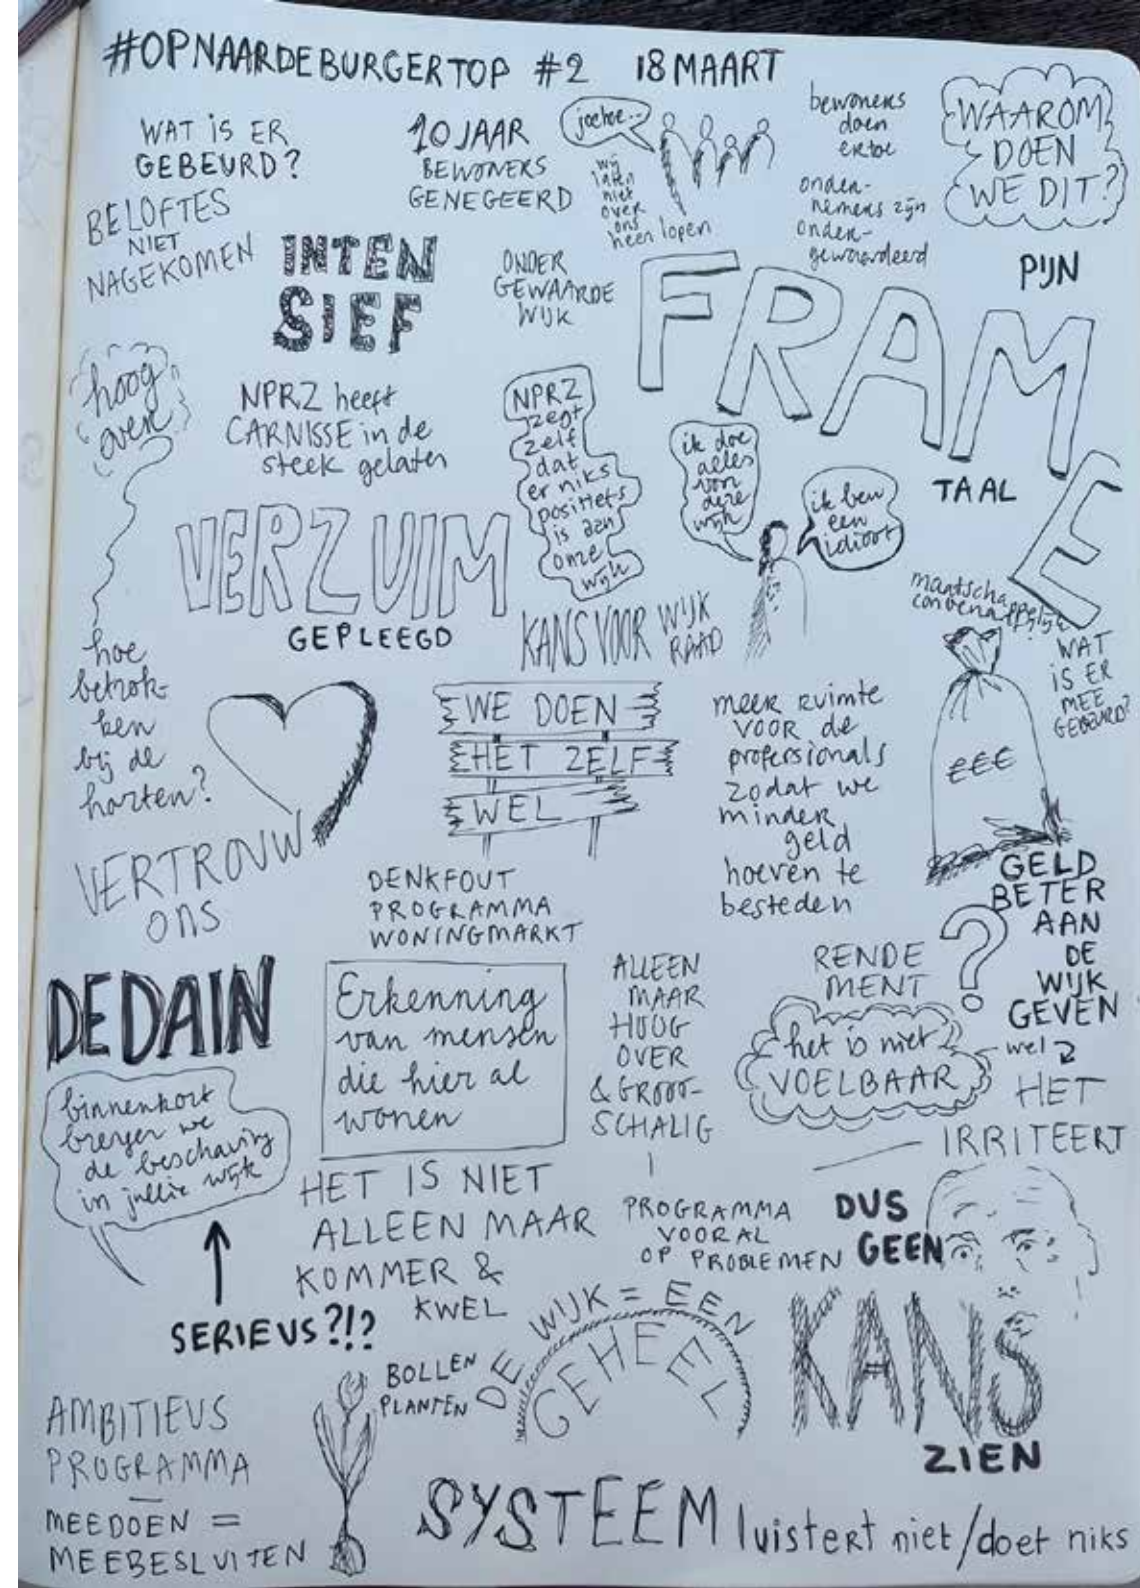 #OPNAARDEBURGERTOP #2 18 MAART
WAT IS ER
GEBEURD?
BELOFTES
NIET
NAGEKOMEN
10 JAAR
BEWONERS
GENEGEERD
joehoe...
wij
laten
niet
over
ons
heen lopen
bewoners
doen
ertoe
onder-
nemers zijn
onder-
gewaardeerd
WAAROM
DOEN
WE DIT?
INTEN
SIEF
ONDER
GEWAARDE
WIJK
FRAME
PIJN
TAAL
hoog
over
NPRZ heeft
CARNISSE in de
steek gelaten
NPRZ
zegt
zelf
dat
er niks
positiefs
is aan
onze
wijk
ik doe
alles
voor
deze
wijk
ik ben
een
idioot
VERZUIM
GEPLEEGD
KANS VOOR WIJK
RAAD
maatschappelijk
convenant
WAT
IS ER
MEE
GEBEURD?
€€€
hoe
betrok-
ken
bij de
harten?
VERTROUW
ONS
WE DOEN
HET ZELF
WEL
meer ruimte
voor de
professionals
zodat we
minder
geld
hoeven te
besteden
GELD
BETER
AAN
DE
WIJK
GEVEN
DENKFOUT
PROGRAMMA
WONINGMARKT
DEDAIN
Erkenning
van mensen
die hier al
wonen
ALLEEN
MAAR
HOOG
OVER
& GROOT-
SCHALIG
RENDE
MENT
?
het is niet
VOELBAAR
wel
HET
IRRITEERT
binnenkort
brengen we
de beschaving
in jullie wijk
SERIEUS?!?
HET IS NIET
ALLEEN MAAR
KOMMER &
KWEL
PROGRAMMA
VOORAL
OP PROBLEMEN
DUS
GEEN
KANS
ZIEN
DE WIJK = EEN
GEHEEL
BOLLEN
PLANTEN
AMBITIEUS
PROGRAMMA
—
MEEDOEN =
MEEBESLUITEN
SYSTEEM luistert niet/doet niks